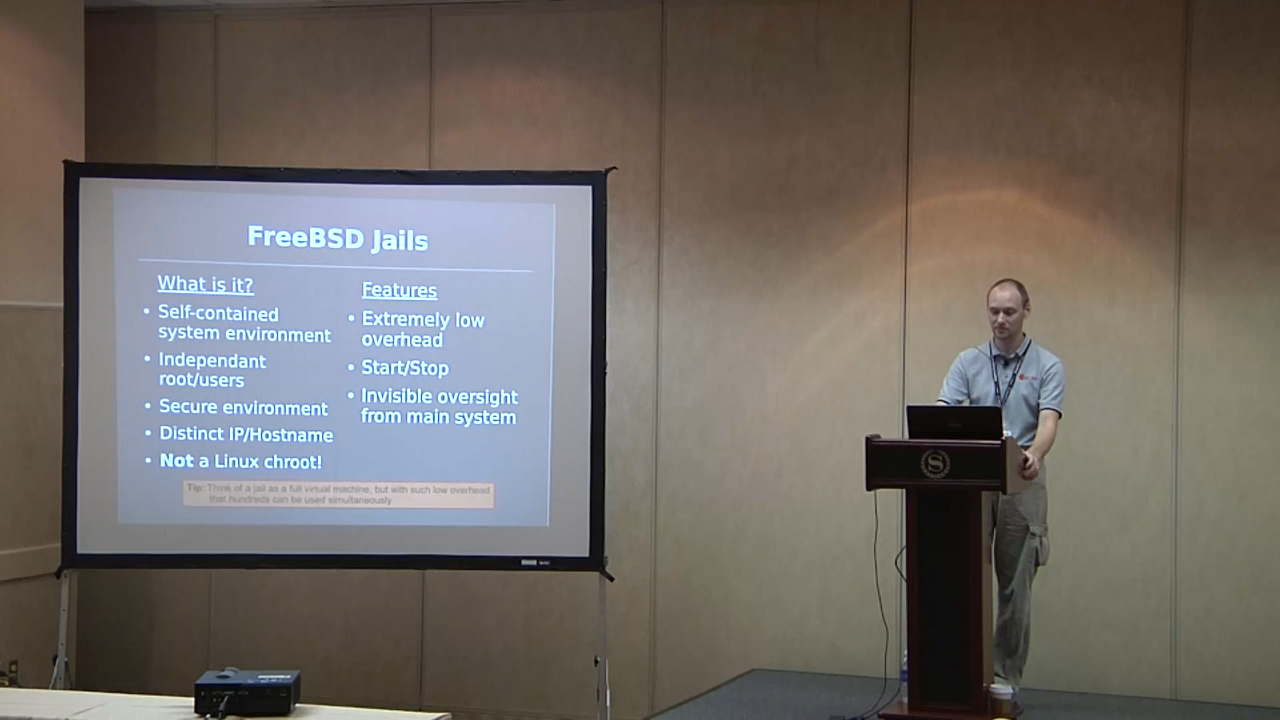 FreeBSD Jails
What is it?
• Self-contained
system environment
• Independant
root/users
• Secure environment
• Distinct IP/Hostname
• Not a Linux chroot!
Features
• Extremely low
overhead
• Start/Stop
• Invisible oversight
from main system
Tip: Think of a jail as a full virtual machine, but with such low overhead
that hundreds can be used simultaneously
S